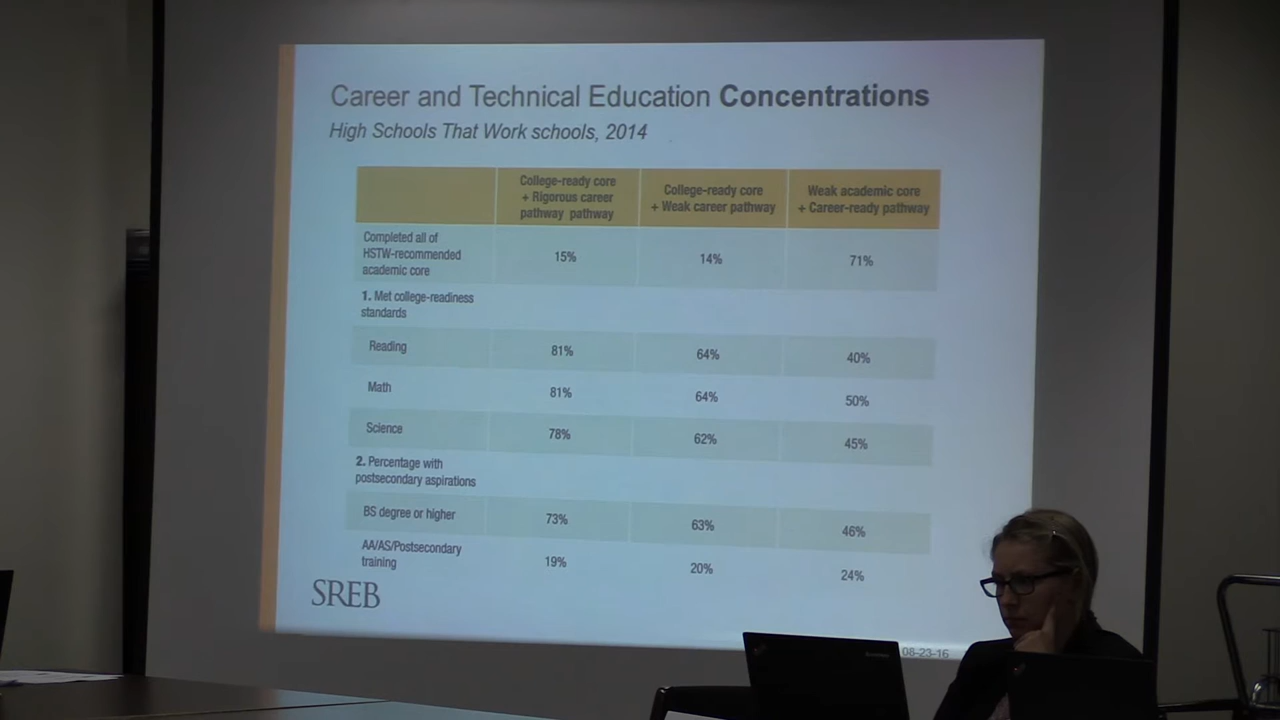 Career and Technical Education Concentrations
High Schools That Work schools, 2014
College-ready core
+ Rigorous career
pathway pathway
College-ready core
+ Weak career pathway
Weak academic core
+ Career-ready pathway
Completed all of
HSTW-recommended
academic core
15%
14%
71%
1. Met college-readiness
standards
Reading
81%
64%
40%
Math
81%
64%
50%
Science
78%
62%
45%
2. Percentage with
postsecondary aspirations
BS degree or higher
73%
63%
46%
AA/AS/Postsecondary
training
19%
20%
24%
SREB
08-23-16